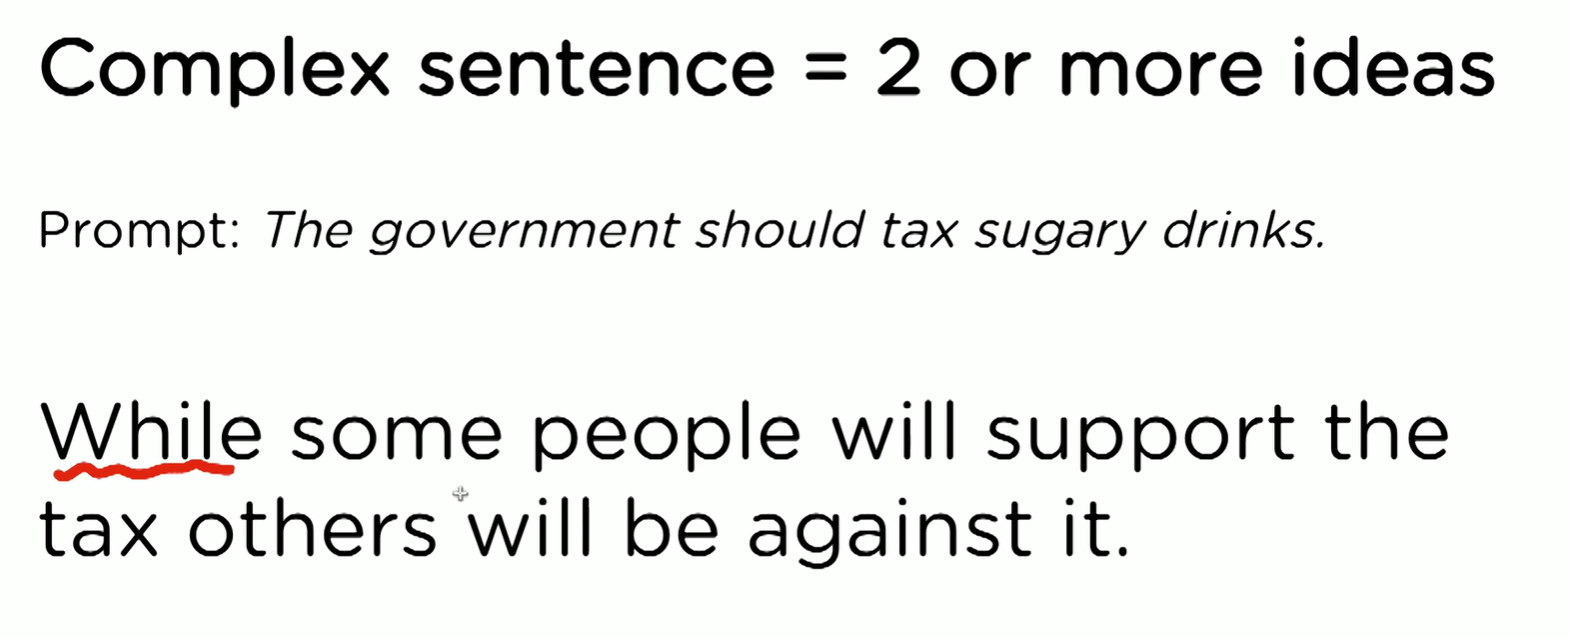 Complex sentence = 2 or more ideas
Prompt: The government should tax sugary drinks.
While some people will support the
tax others will be against it.